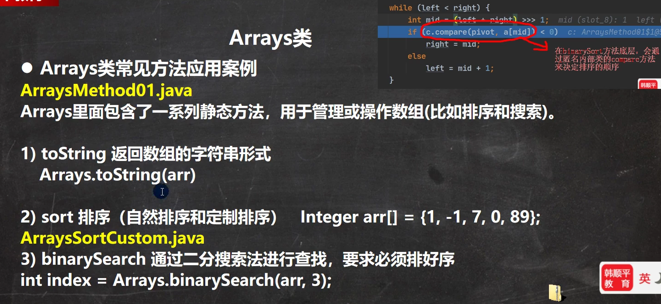 Arrays类
while (left < right) {
int mid = (left + right) >>> 1;  mid (slot_8): 1  left
if (c.compare(pivot, a[mid]) < 0)  c: ArraysMethod01$1@5
right = mid;
else
left = mid + 1;
}
在binarySort方法底层，会通
过匿名内部类的compare方法
来决定排序的顺序
韩顺平
● Arrays类常见方法应用案例
ArraysMethod01.java
Arrays里面包含了一系列静态方法，用于管理或操作数组(比如排序和搜索)。
1) toString 返回数组的字符串形式
Arrays.toString(arr)
2) sort 排序（自然排序和定制排序） Integer arr[] = {1, -1, 7, 0, 89};
ArraysSortCustom.java
3) binarySearch 通过二分搜索法进行查找，要求必须排好序
int index = Arrays.binarySearch(arr, 3);
韩顺平
教育
英